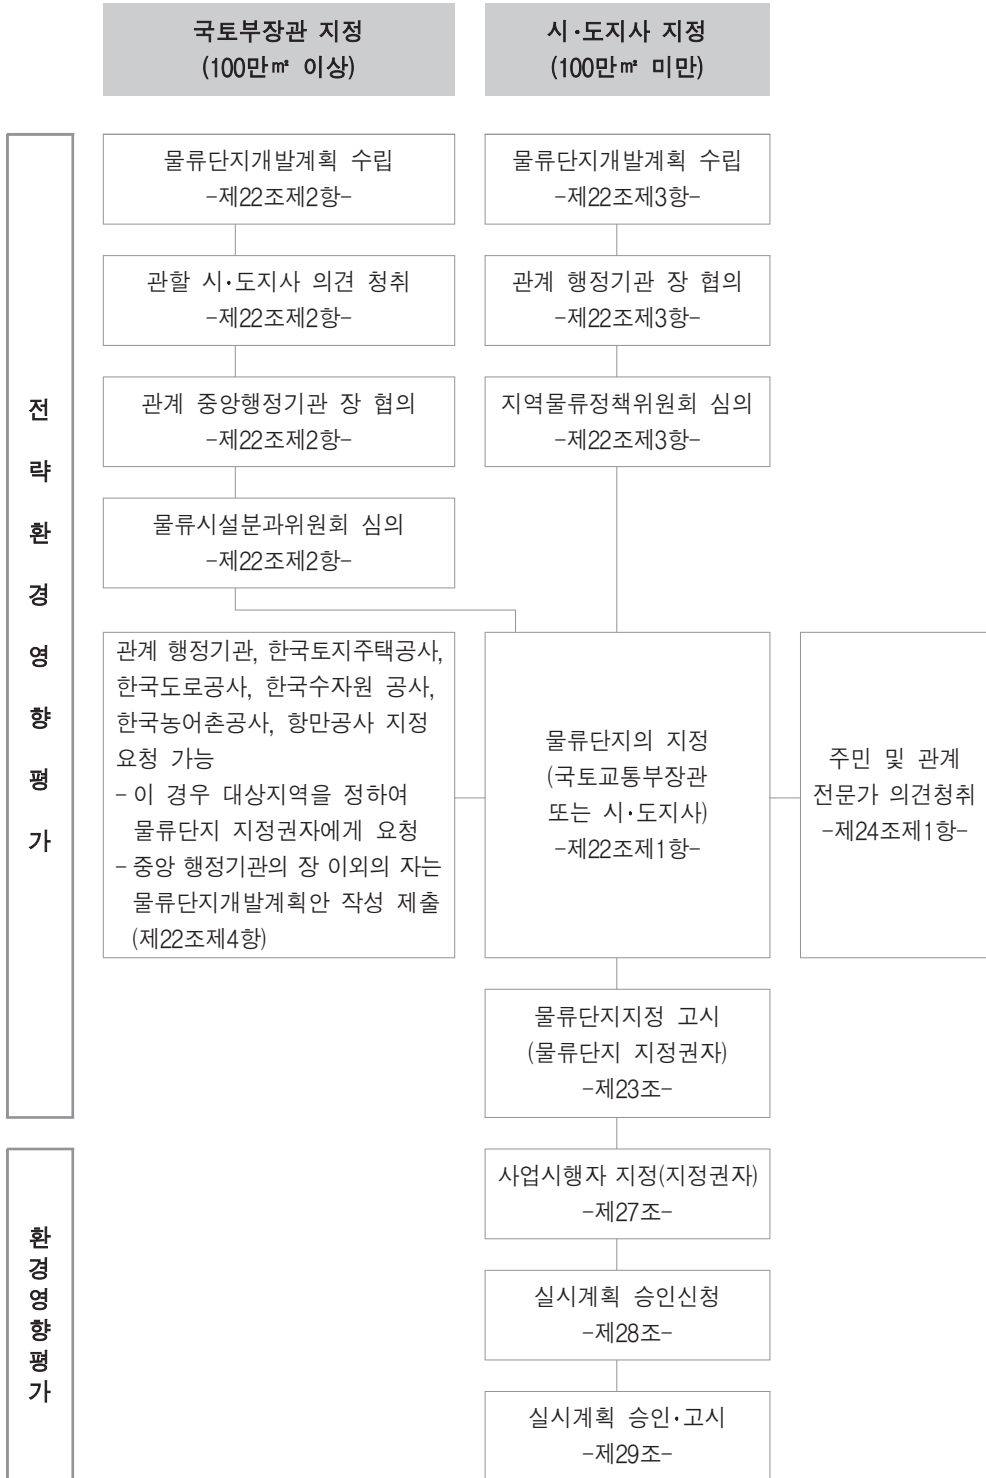 국토부장관 지정
(100만㎡ 이상)
시·도지사 지정
(100만㎡ 미만)
전
략
환
경
영
향
평
가
물류단지개발계획 수립
-제22조제2항-
물류단지개발계획 수립
-제22조제3항-
관할 시·도지사 의견 청취
-제22조제2항-
관계 행정기관 장 협의
-제22조제3항-
관계 중앙행정기관 장 협의
-제22조제2항-
지역물류정책위원회 심의
-제22조제3항-
물류시설분과위원회 심의
-제22조제2항-
관계 행정기관, 한국토지주택공사,
한국도로공사, 한국수자원 공사,
한국농어촌공사, 항만공사 지정
요청 가능
- 이 경우 대상지역을 정하여
물류단지 지정권자에게 요청
- 중앙 행정기관의 장 이외의 자는
물류단지개발계획안 작성 제출
(제22조제4항)
물류단지의 지정
(국토교통부장관
또는 시·도지사)
-제22조제1항-
주민 및 관계
전문가 의견청취
-제24조제1항-
물류단지지정 고시
(물류단지 지정권자)
-제23조-
환
경
영
향
평
가
사업시행자 지정(지정권자)
-제27조-
실시계획 승인신청
-제28조-
실시계획 승인·고시
-제29조-